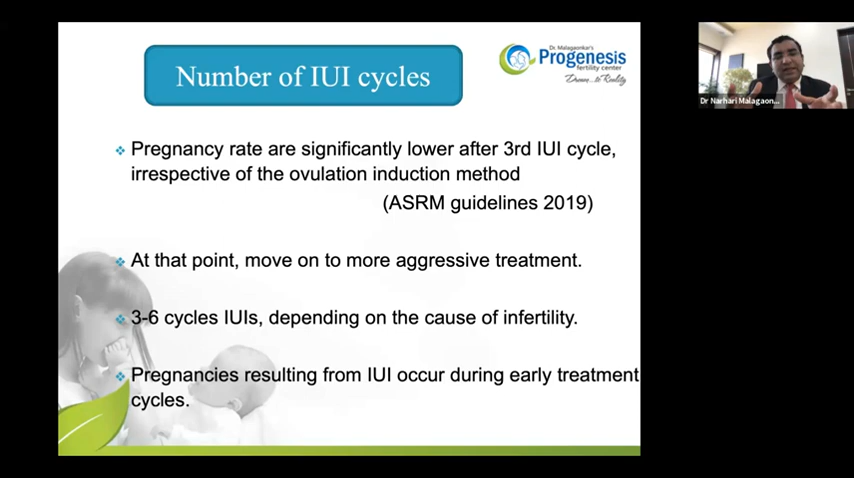 Number of IUI cycles
Dr. Malagaonkar's
Progenesis
fertility center
Dream...to Reality
Dr Narhari Malagaon...
❖ Pregnancy rate are significantly lower after 3rd IUI cycle,
irrespective of the ovulation induction method
(ASRM guidelines 2019)
❖ At that point, move on to more aggressive treatment.
❖ 3-6 cycles IUIs, depending on the cause of infertility.
❖ Pregnancies resulting from IUI occur during early treatment
cycles.